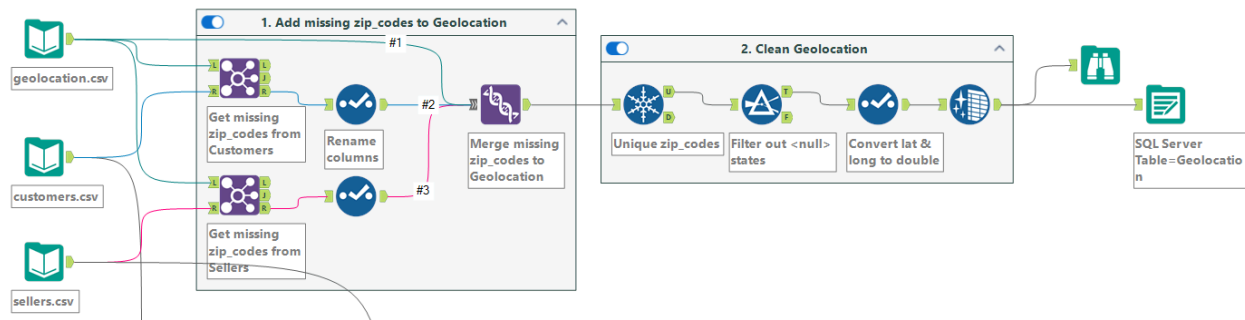 1. Add missing zip_codes to Geolocation
#1
geolocation.csv
L
L
J
R
R
Get missing
zip_codes from
Customers
#2
Rename
columns
Merge missing
zip_codes to
Geolocation
customers.csv
L
L
J
R
R
#3
Get missing
zip_codes from
Sellers
sellers.csv
2. Clean Geolocation
U
D
Unique zip_codes
T
F
Filter out <null>
states
Convert lat &
long to double
SQL Server
Table=Geolocatio
n